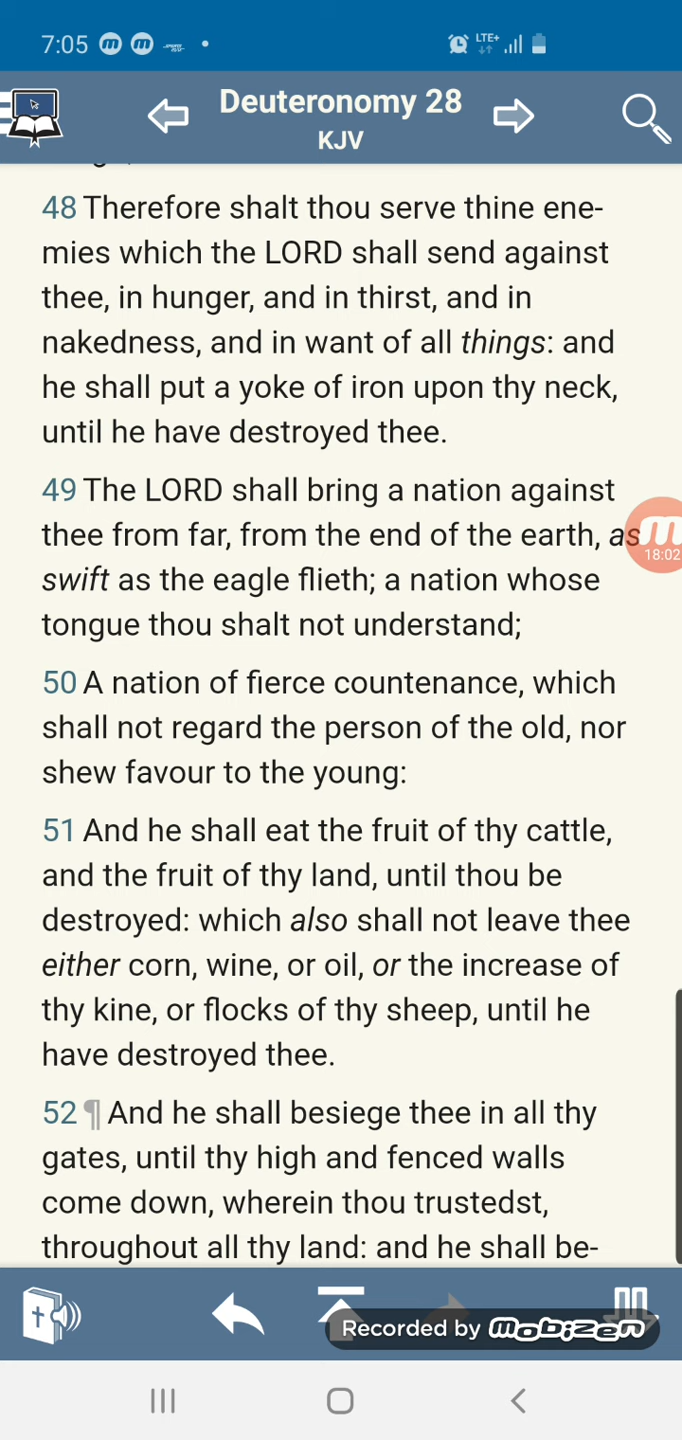 7:05
LTE+
Deuteronomy 28
KJV
48 Therefore shalt thou serve thine ene-
mies which the LORD shall send against
thee, in hunger, and in thirst, and in
nakedness, and in want of all things: and
he shall put a yoke of iron upon thy neck,
until he have destroyed thee.
49 The LORD shall bring a nation against
thee from far, from the end of the earth, as
18:02
swift as the eagle flieth; a nation whose
tongue thou shalt not understand;
50 A nation of fierce countenance, which
shall not regard the person of the old, nor
shew favour to the young:
51 And he shall eat the fruit of thy cattle,
and the fruit of thy land, until thou be
destroyed: which also shall not leave thee
either corn, wine, or oil, or the increase of
thy kine, or flocks of thy sheep, until he
have destroyed thee.
52 ¶ And he shall besiege thee in all thy
gates, until thy high and fenced walls
come down, wherein thou trustedst,
throughout all thy land: and he shall be-
Recorded by mobizen